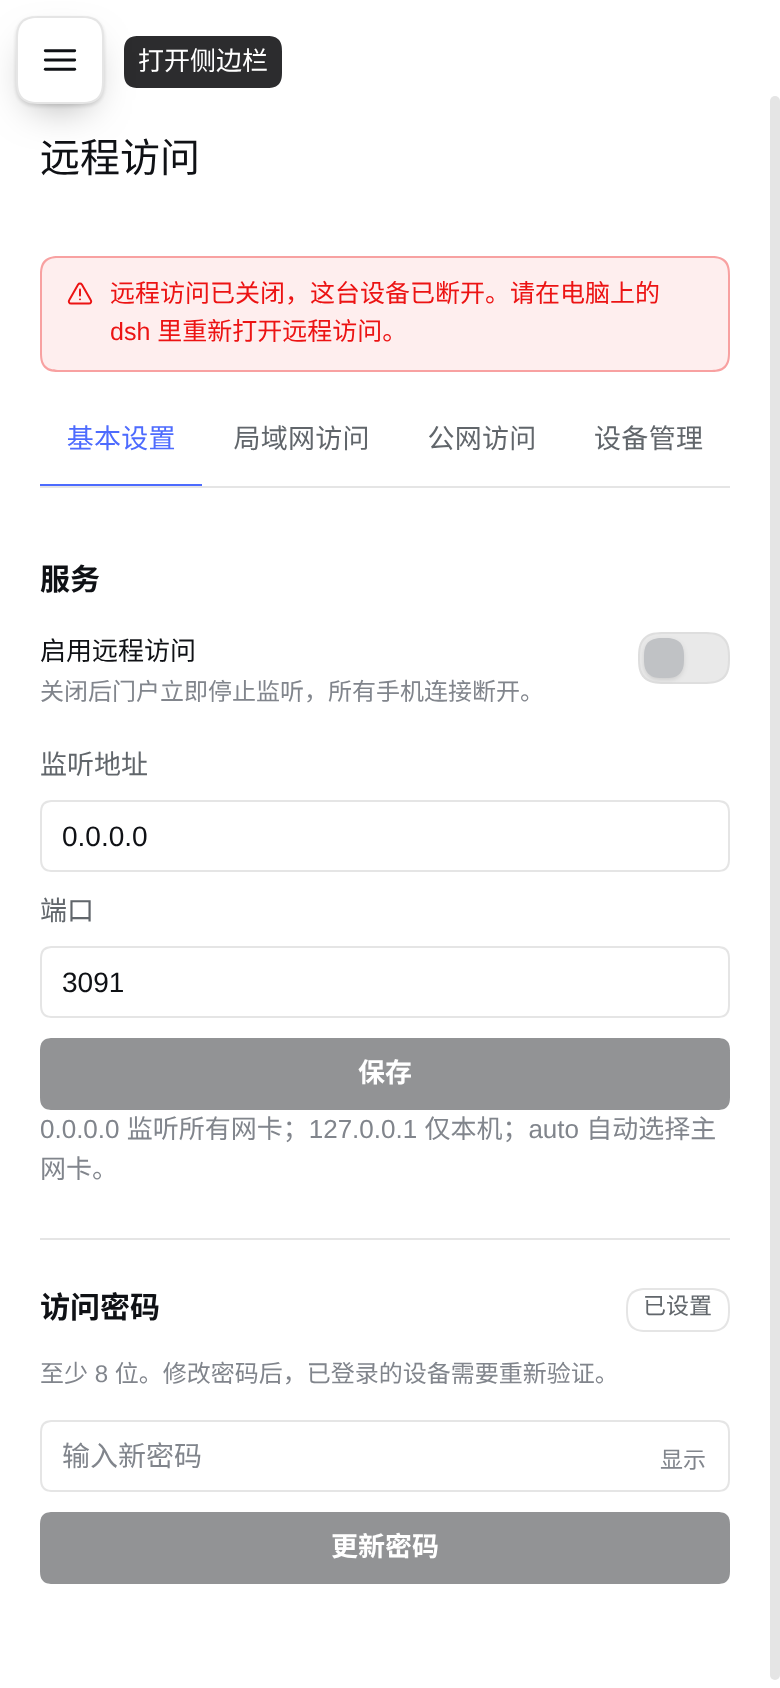 打开侧边栏
远程访问
远程访问已关闭，这台设备已断开。请在电脑上的
dsh 里重新打开远程访问。
基本设置 局域网访问 公网访问 设备管理
服务
启用远程访问
关闭后门户立即停止监听，所有手机连接断开。
监听地址
0.0.0.0
端口
3091
保存
0.0.0.0 监听所有网卡；127.0.0.1 仅本机；auto 自动选择主
网卡。
访问密码 已设置
至少 8 位。修改密码后，已登录的设备需要重新验证。
输入新密码 显示
更新密码